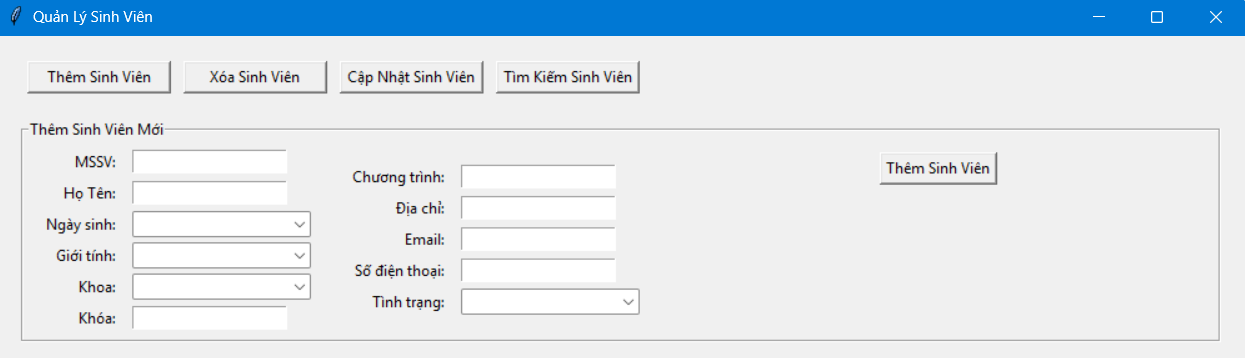 Quản Lý Sinh Viên
Thêm Sinh Viên
Xóa Sinh Viên
Cập Nhật Sinh Viên
Tìm Kiếm Sinh Viên
Thêm Sinh Viên Mới
MSSV:
Họ Tên:
Ngày sinh:
Giới tính:
Khoa:
Khóa:
Chương trình:
Địa chỉ:
Email:
Số điện thoại:
Tình trạng:
Thêm Sinh Viên